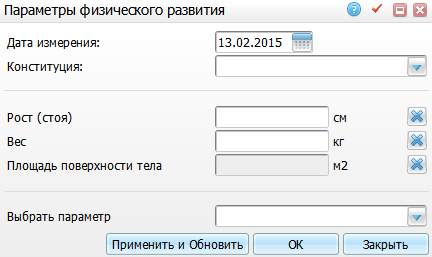 Параметры физического развития
Дата измерения: 13.02.2015
Конституция:
Рост (стоя) см
Вес кг
Площадь поверхности тела м2
Выбрать параметр
Применить и Обновить ОК Закрыть